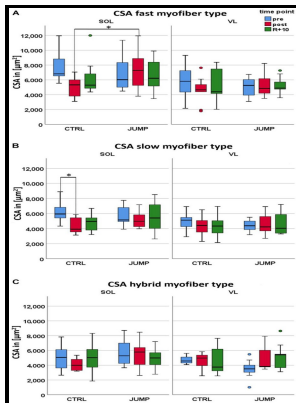 A CSA fast myofiber type
SOL VL
time point
pre
post
R+10
CSA in [µm²]
12,000
10,000
8,000
6,000
4,000
2,000
0
*
CTRL JUMP CTRL JUMP
B CSA slow myofiber type
SOL VL
CSA in [µm²]
12,000
10,000
8,000
6,000
4,000
2,000
0
*
CTRL JUMP CTRL JUMP
C CSA hybrid myofiber type
SOL VL
CSA in [µm²]
12,000
10,000
8,000
6,000
4,000
2,000
0
CTRL JUMP CTRL JUMP